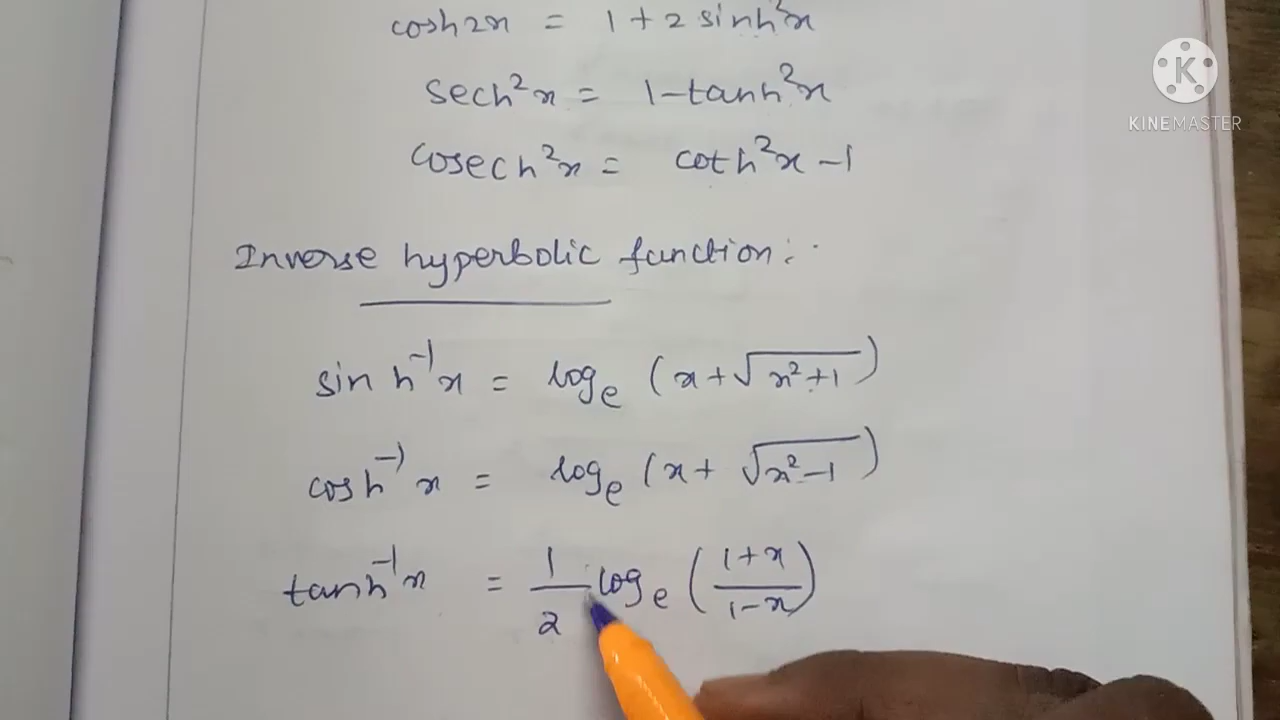 cosh2x = 1 + 2 sinh²x
sech²x = 1 - tanh²x
cosech²x = coth²x - 1
Inverse hyperbolic function:
sinh⁻¹x = logₑ (x + √(x² + 1))
cosh⁻¹x = logₑ (x + √(x² - 1))
tanh⁻¹x = 1/2 logₑ ((1 + x)/(1 - x))
K
KINEMASTER